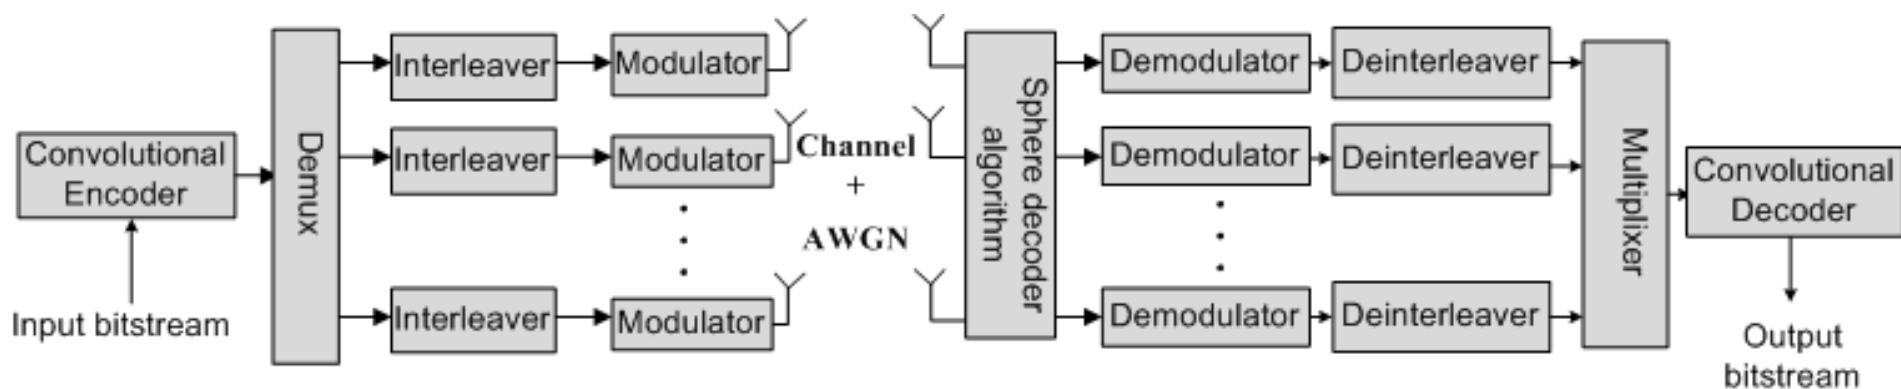 Convolutional
Encoder
Input bitstream
Demux
Interleaver
Modulator
Interleaver
Modulator
Interleaver
Modulator
Channel
+
AWGN
Sphere decoder
algorithm
Demodulator
Deinterleaver
Demodulator
Deinterleaver
Demodulator
Deinterleaver
Multiplixer
Convolutional
Decoder
Output
bitstream